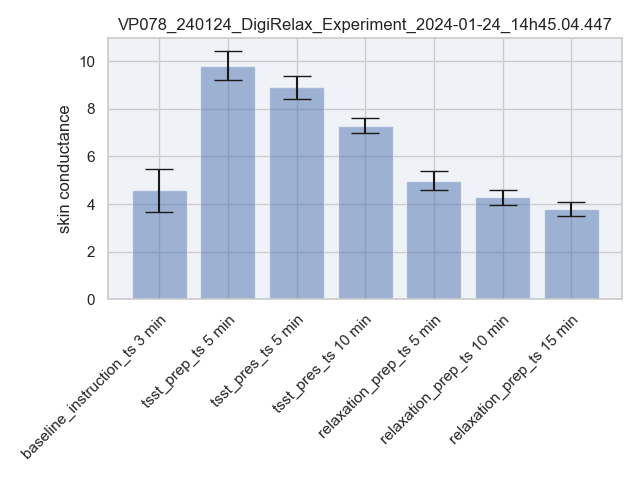 VP078_240124_DigiRelax_Experiment_2024-01-24_14h45.04.447
skin conductance
10
8
6
4
2
0
baseline_instruction_ts 3 min
tsst_prep_ts 5 min
tsst_pres_ts 5 min
tsst_pres_ts 10 min
relaxation_prep_ts 5 min
relaxation_prep_ts 10 min
relaxation_prep_ts 15 min